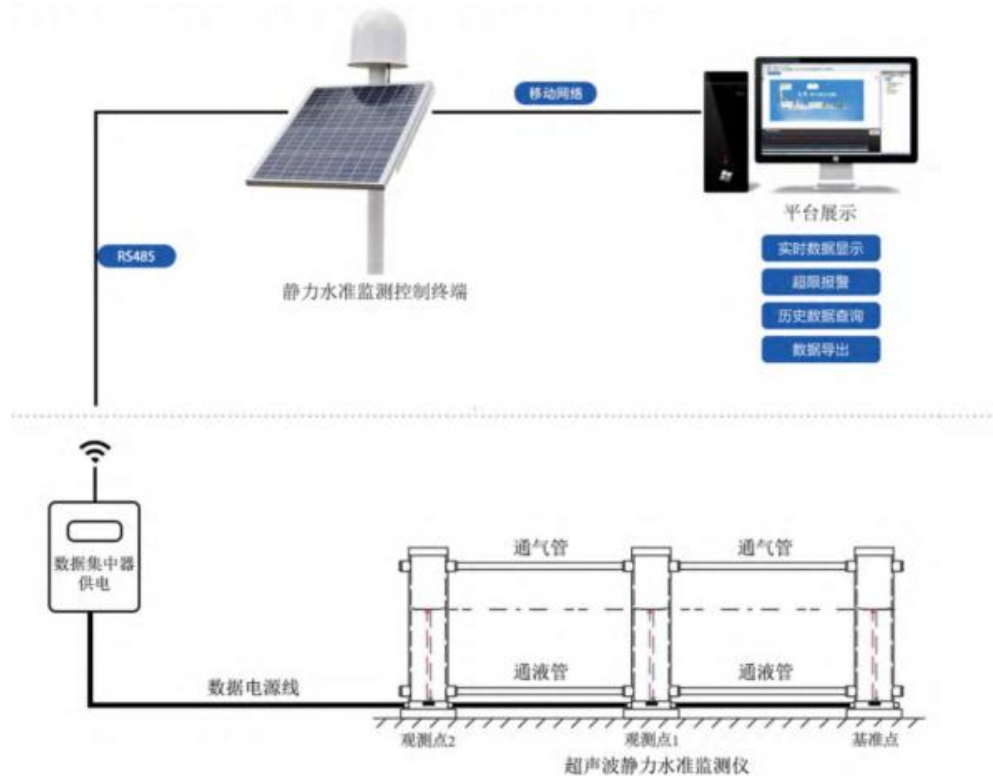 移动网络
平台展示
RS485
实时数据显示
静力水准监测控制终端
超限报警
历史数据查询
数据导出
数据集中器
供电
通气管
通气管
数据电源线
通液管
通液管
观测点2
观测点1
基准点
超声波静力水准监测仪